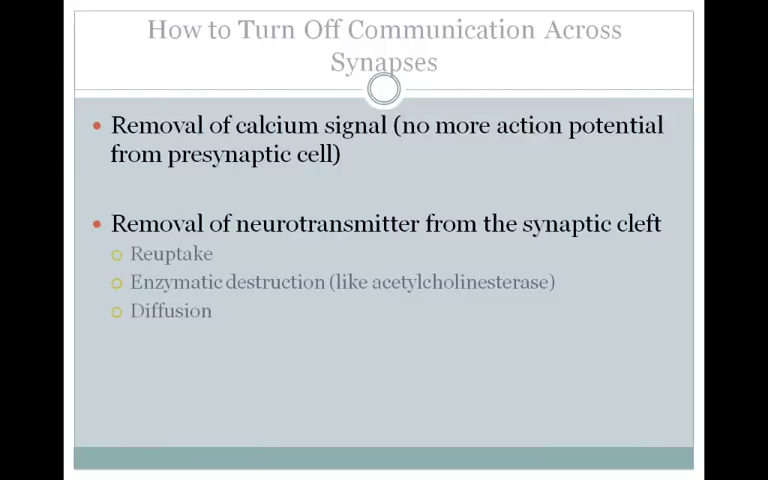 How to Turn Off Communication Across
Synapses
Removal of calcium signal (no more action potential
from presynaptic cell)
Removal of neurotransmitter from the synaptic cleft
Reuptake
Enzymatic destruction (like acetylcholinesterase)
Diffusion